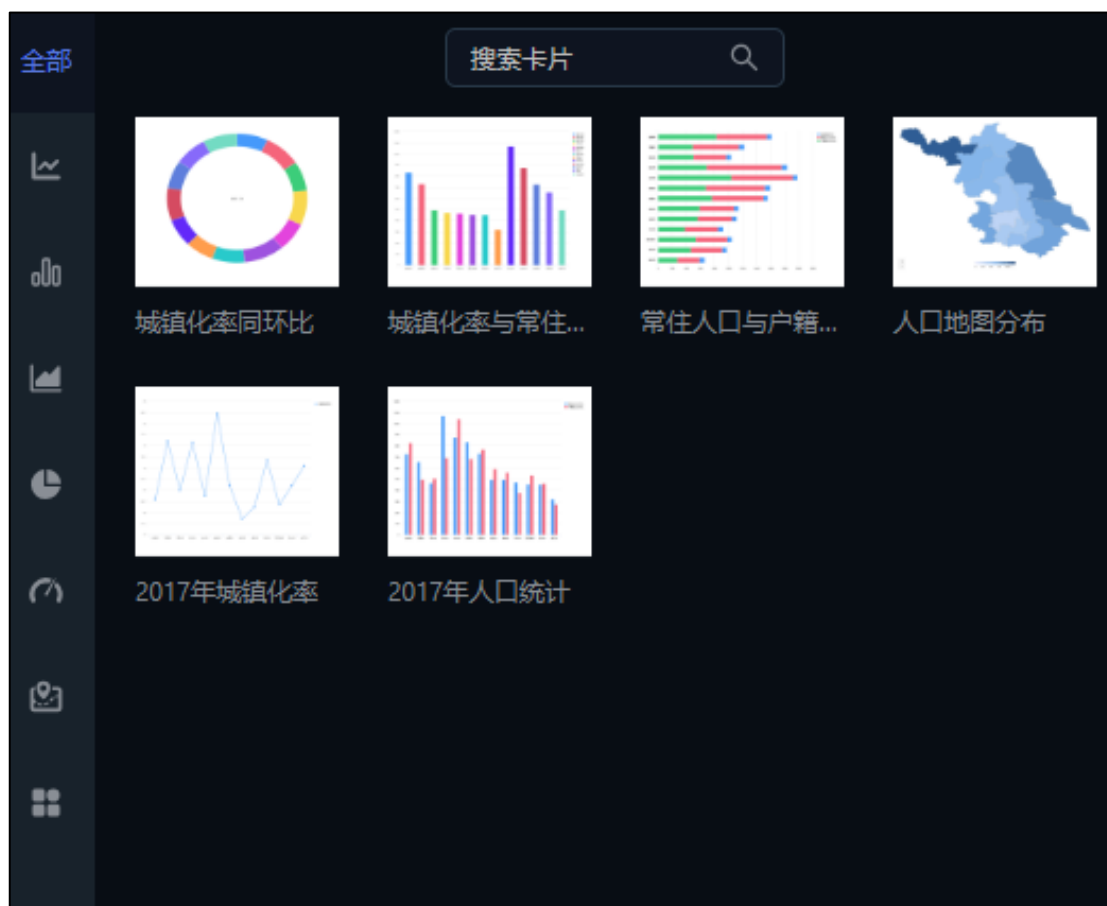 全部
搜索卡片
城镇化率同环比
城镇化率与常住...
常住人口与户籍...
人口地图分布
2017年城镇化率
2017年人口统计